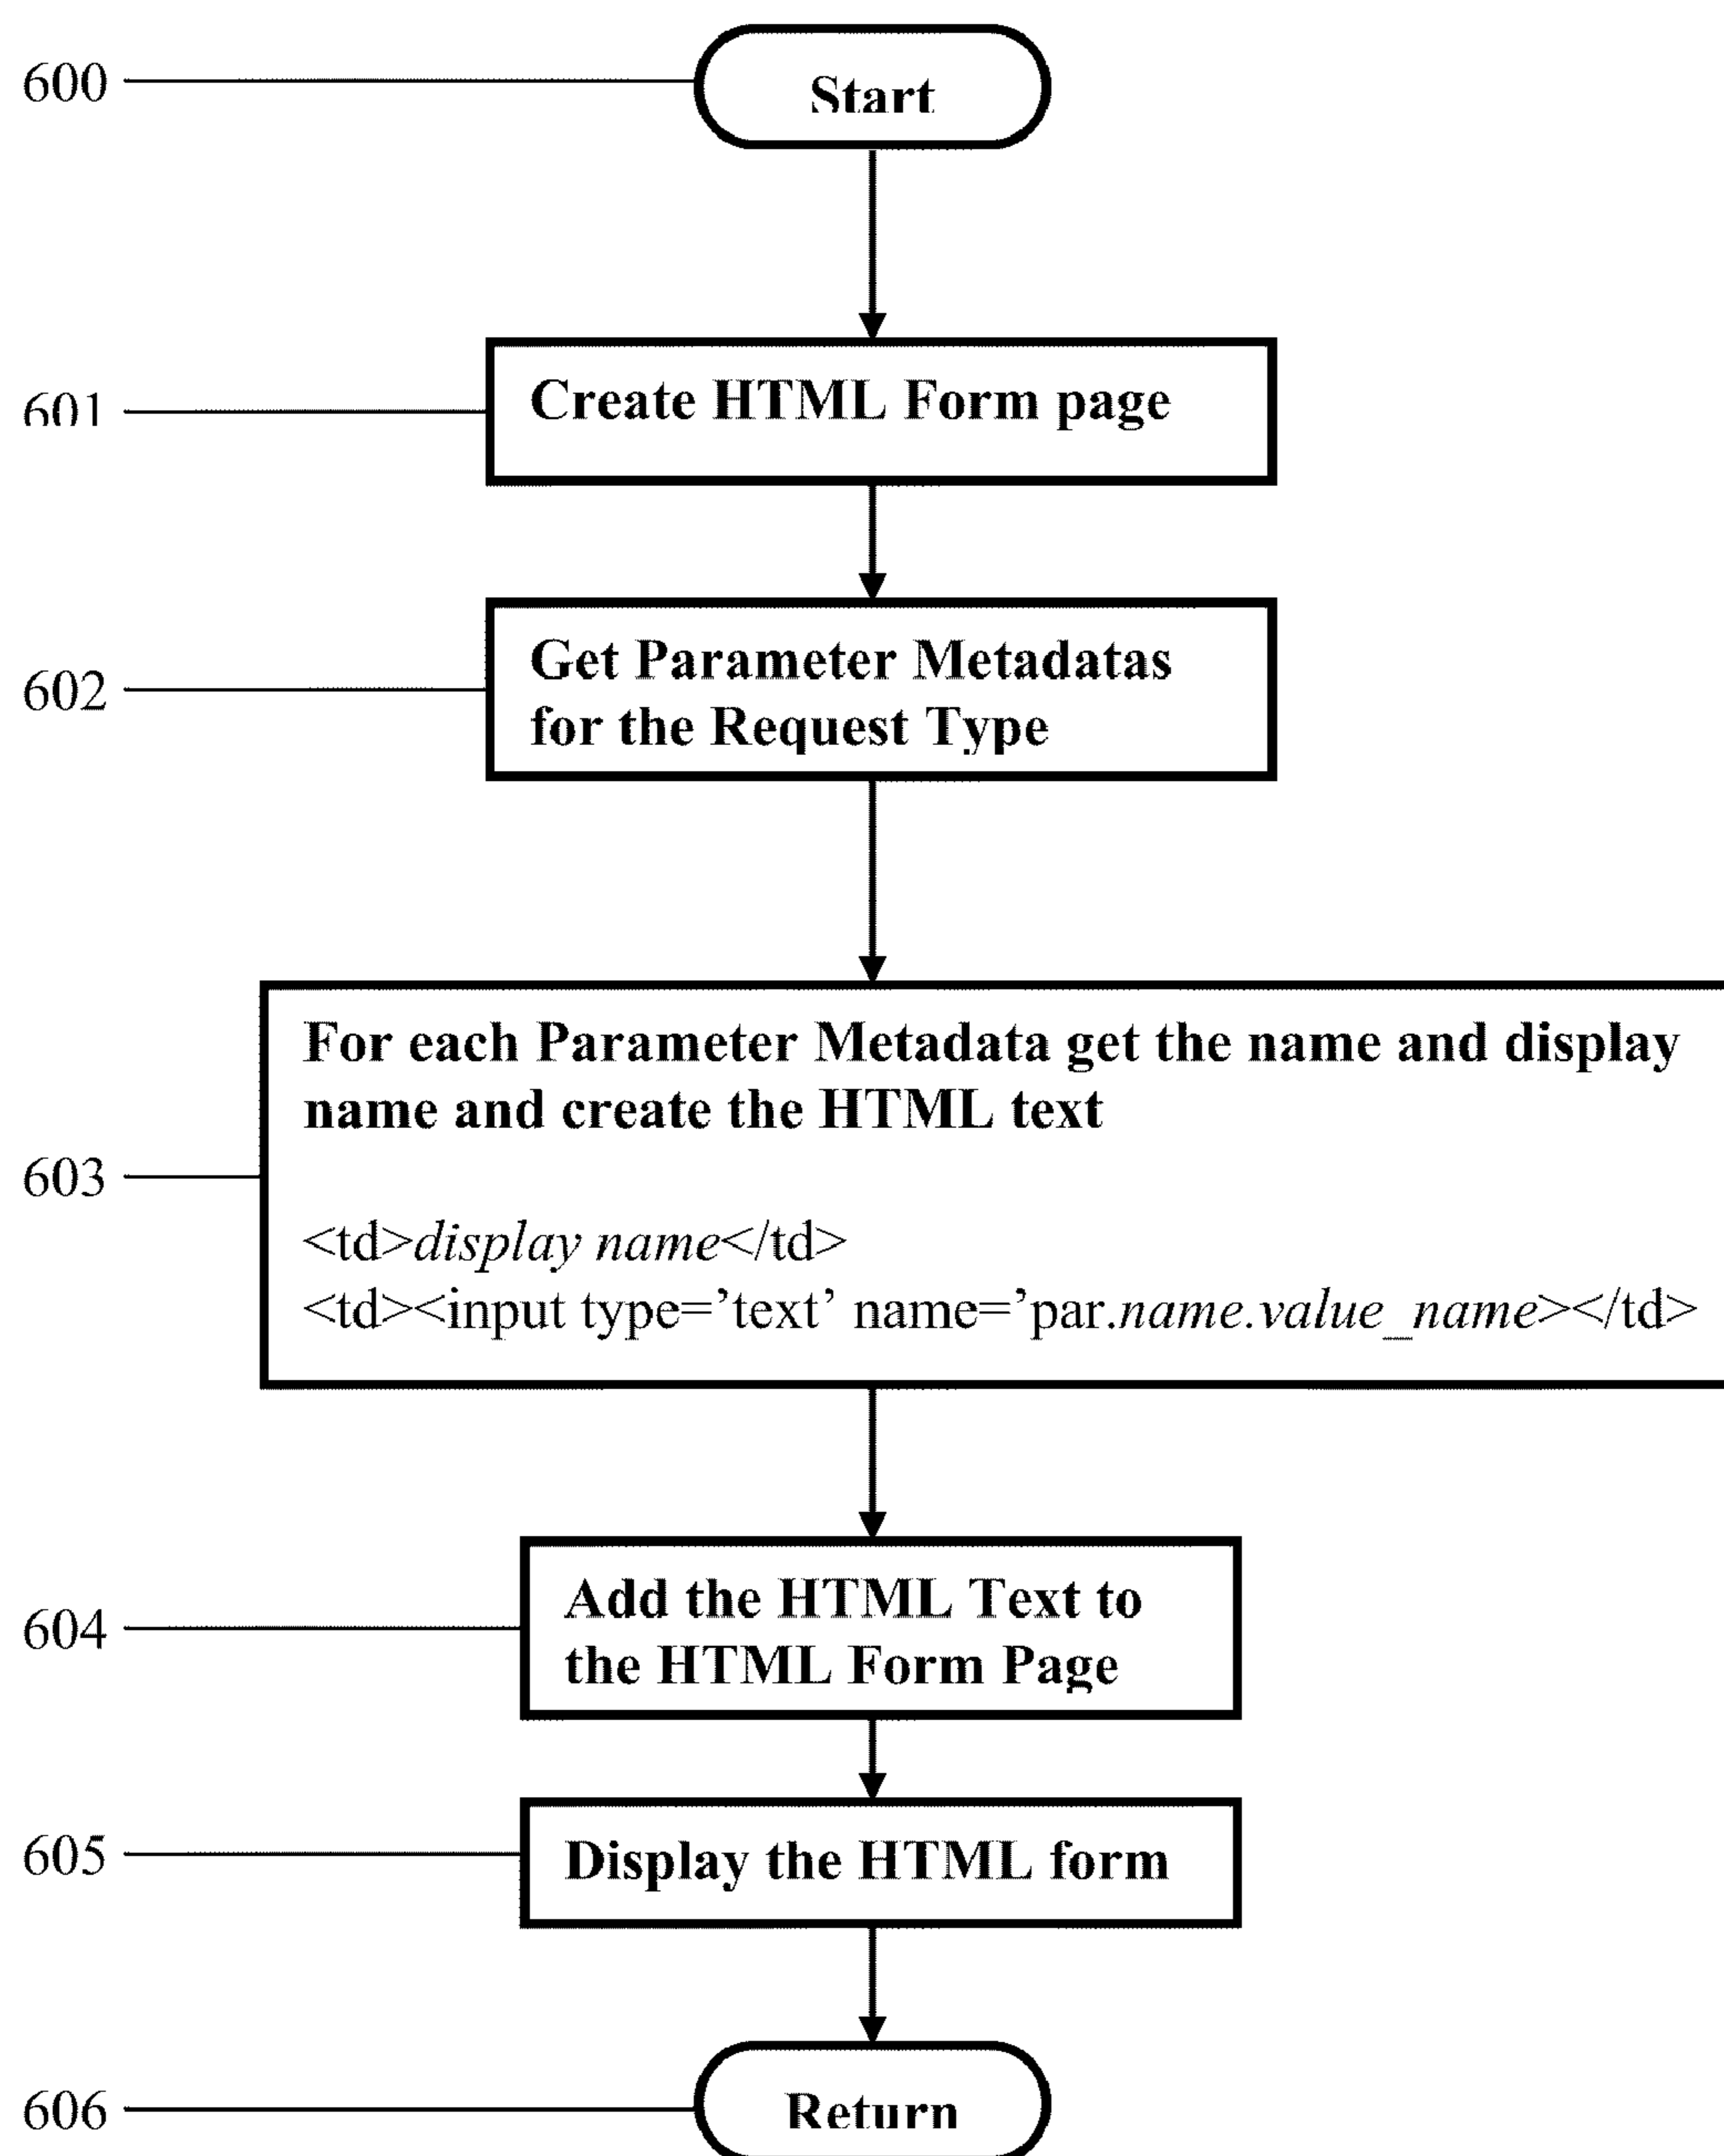 600
Start
601
Create HTML Form page
602
Get Parameter Metadatas
for the Request Type
For each Parameter Metadata get the name and display
name and create the HTML text
603
<td>display name</td>
<td><input type=’text’ name=’par.name.value_name></td>
604
Add the HTML Text to
the HTML Form Page
605
Display the HTML form
606
Return